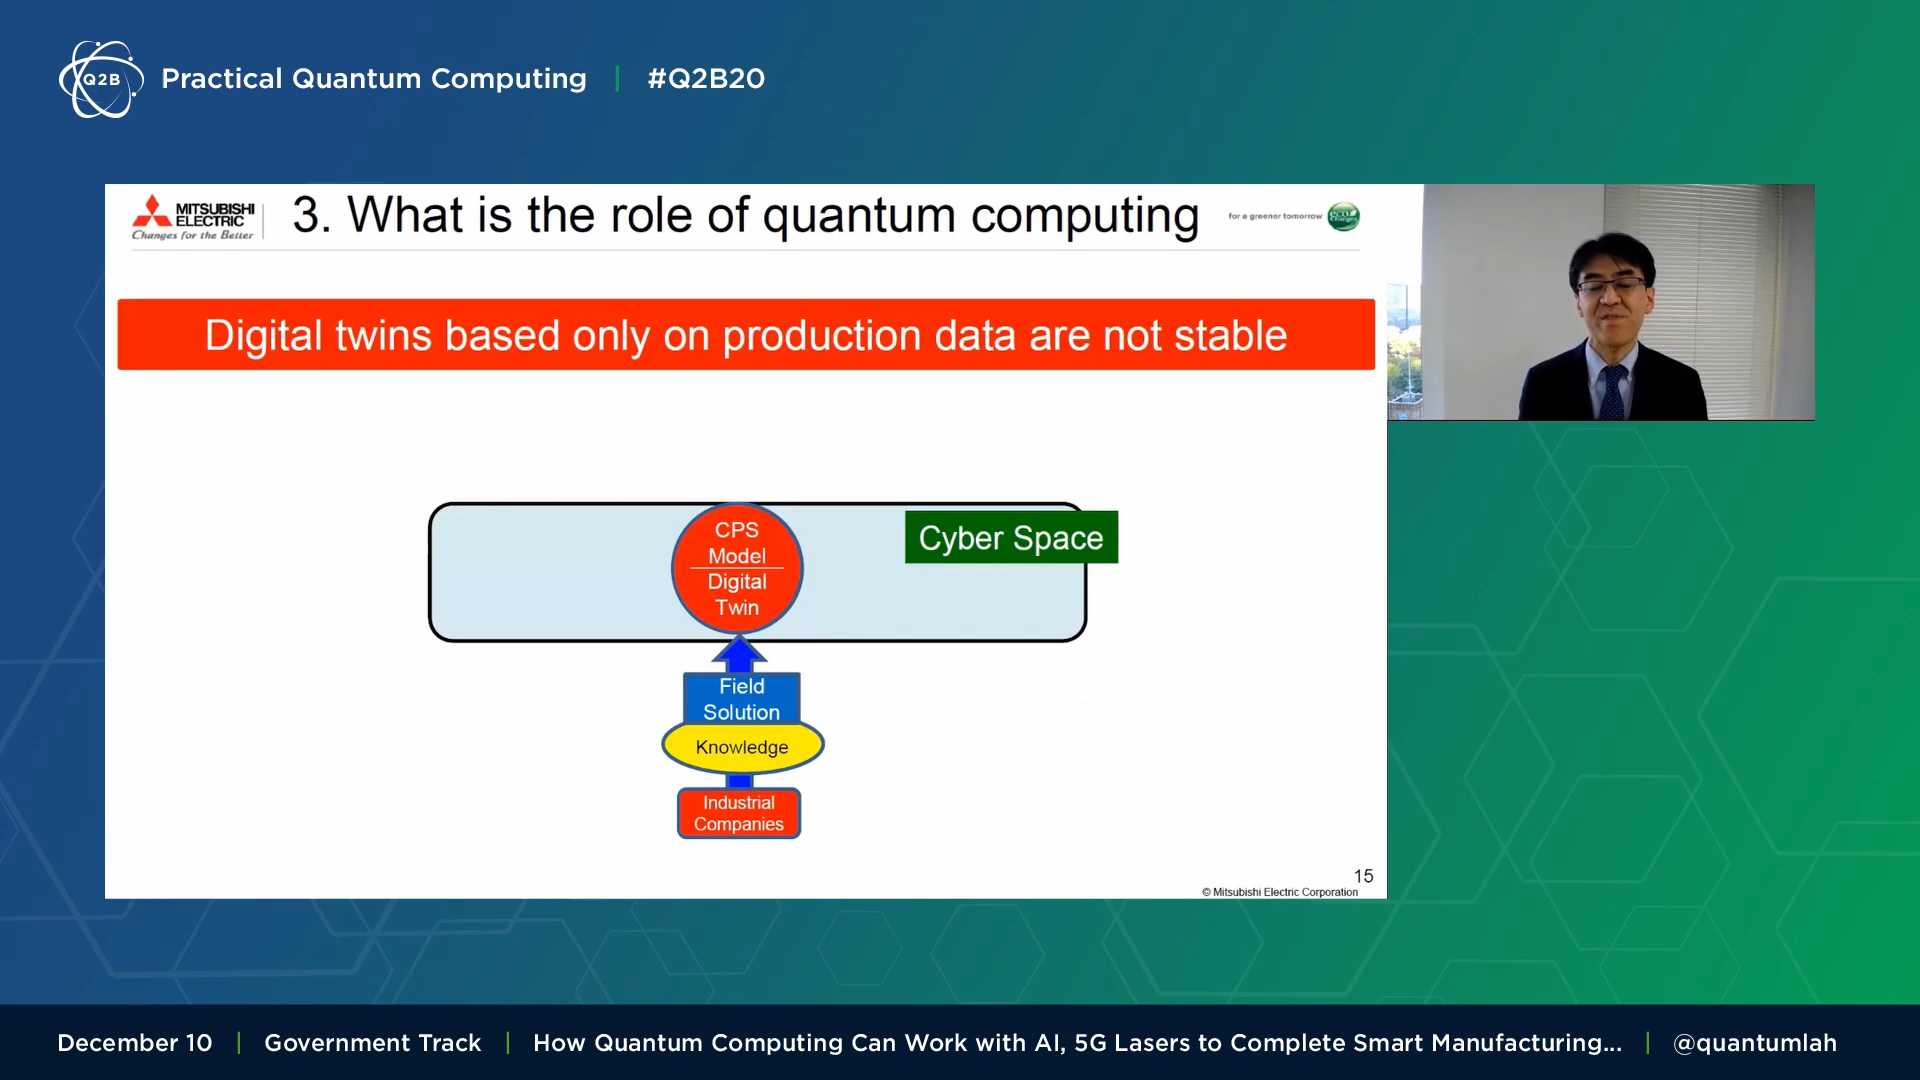 Q2B
Practical Quantum Computing | #Q2B20
MITSUBISHI
ELECTRIC
Changes for the Better
3. What is the role of quantum computing
for a greener tomorrow
eco
changes
Digital twins based only on production data are not stable
Cyber Space
CPS
Model
Digital
Twin
Field
Solution
Knowledge
Industrial
Companies
15
© Mitsubishi Electric Corporation
December 10 | Government Track | How Quantum Computing Can Work with AI, 5G Lasers to Complete Smart Manufacturing... | @quantumlah